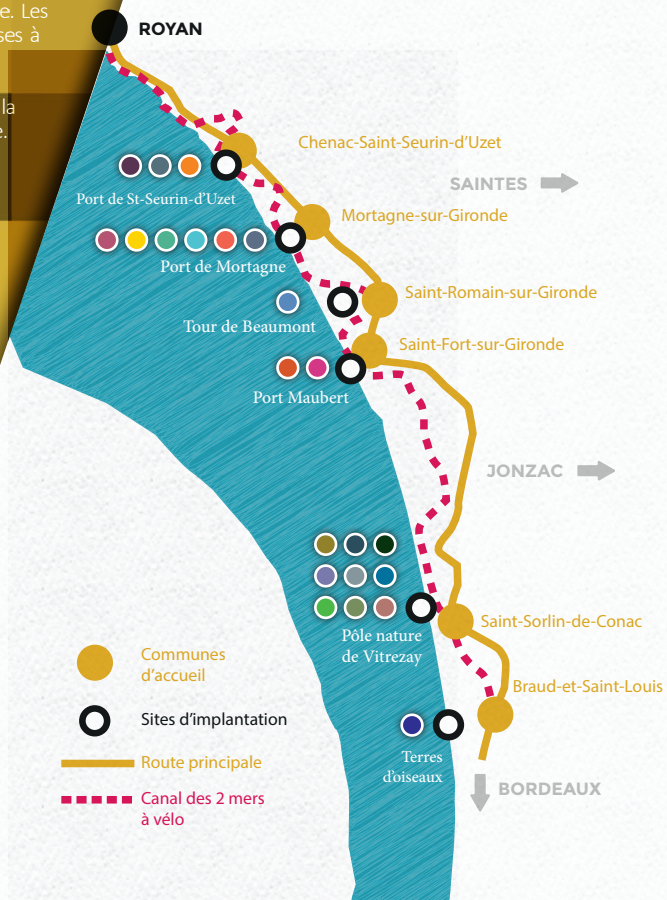 e. Les
ses à
la
e.
ROYAN
Chenac-Saint-Seurin-d'Uzet
SAINTES
Port de St-Seurin-d'Uzet
Mortagne-sur-Gironde
Port de Mortagne
Saint-Romain-sur-Gironde
Tour de Beaumont
Saint-Fort-sur-Gironde
Port Maubert
JONZAC
Saint-Sorlin-de-Conac
Pôle nature
de Vitrezay
Braud-et-Saint-Louis
Terres
d'oiseaux
BORDEAUX
Communes
d'accueil
Sites d'implantation
Route principale
Canal des 2 mers
à vélo